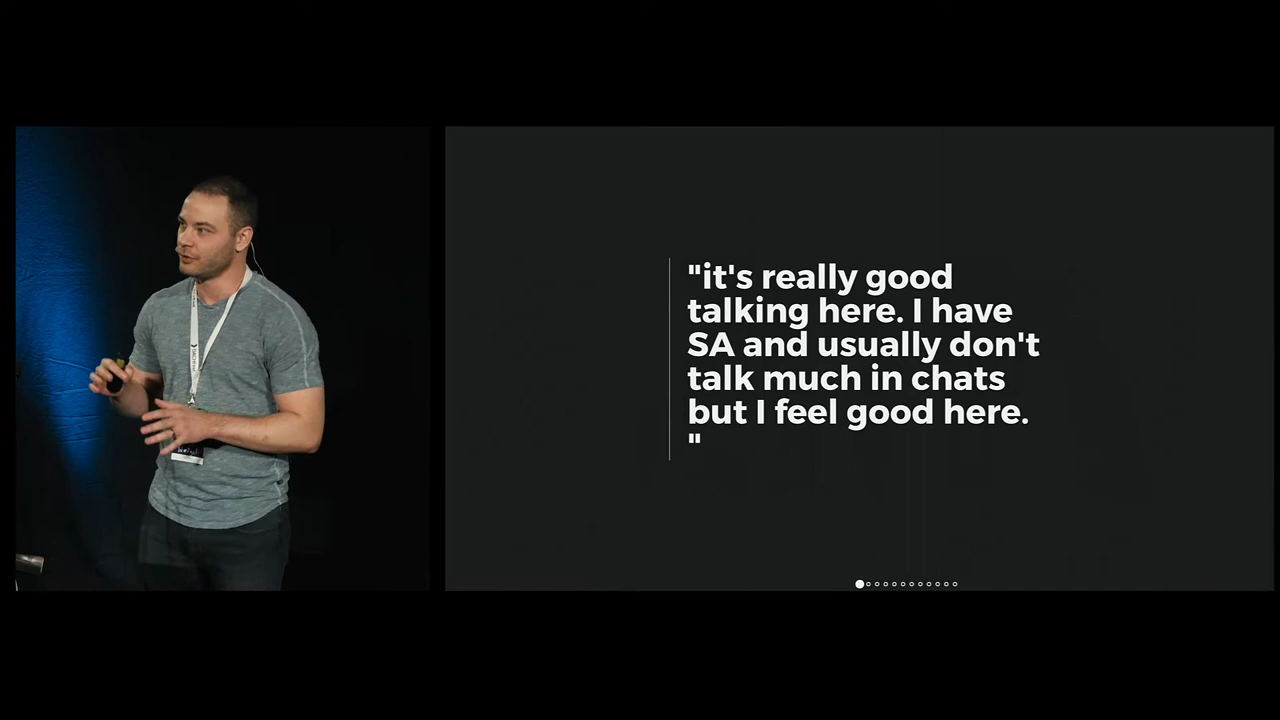 "it's really good
talking here. I have
SA and usually don't
talk much in chats
but I feel good here.
"